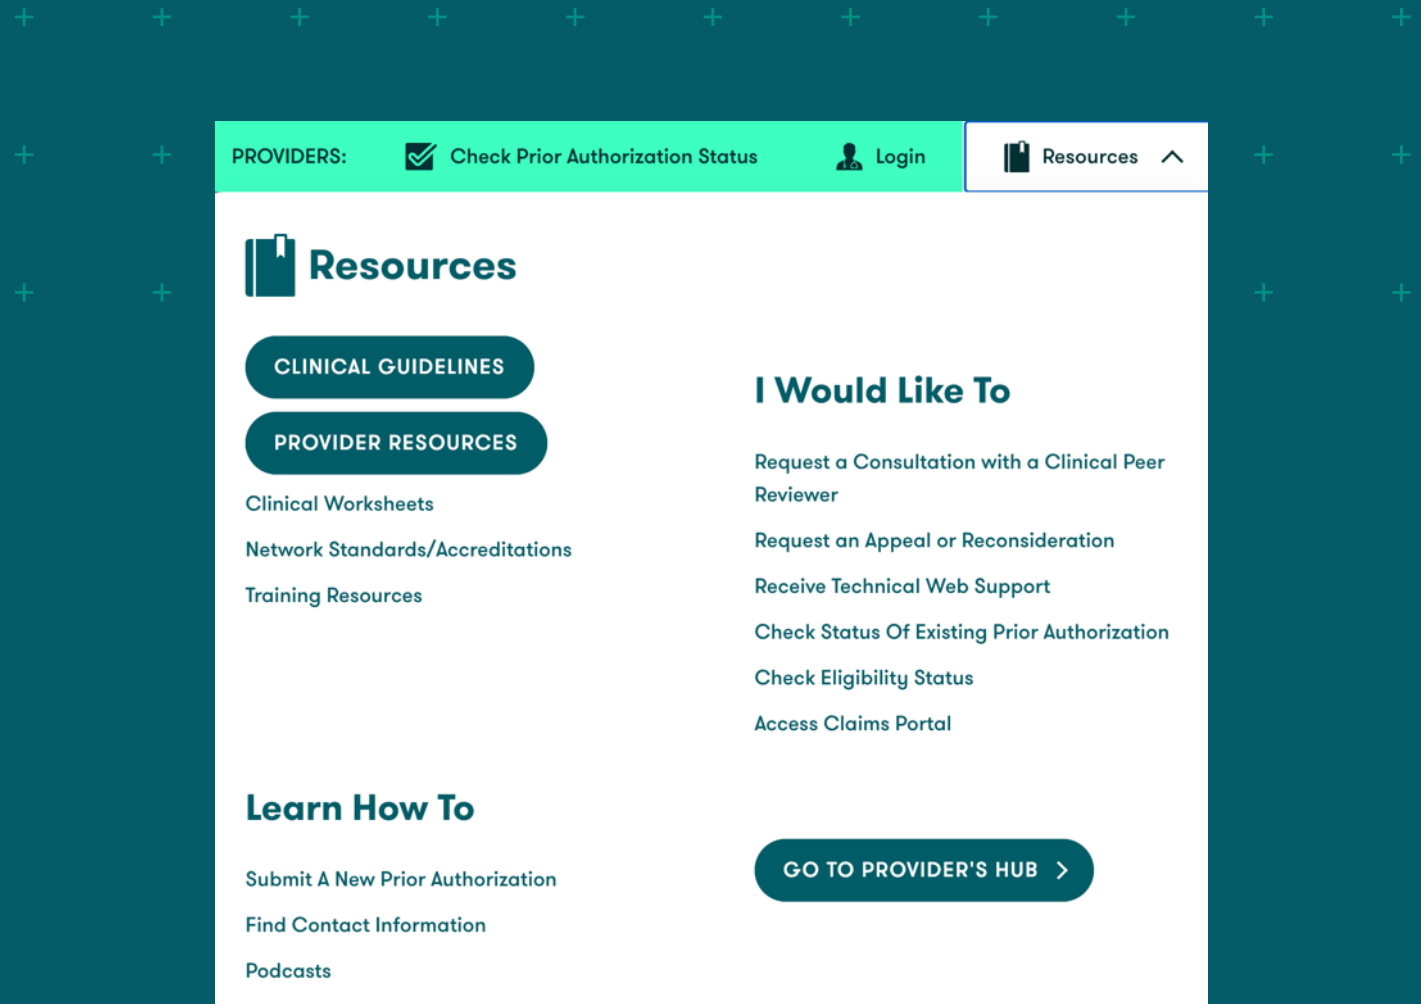 PROVIDERS:
Check Prior Authorization Status
Login
Resources
Resources
CLINICAL GUIDELINES
PROVIDER RESOURCES
Clinical Worksheets
Network Standards/Accreditations
Training Resources
I Would Like To
Request a Consultation with a Clinical Peer
Reviewer
Request an Appeal or Reconsideration
Receive Technical Web Support
Check Status Of Existing Prior Authorization
Check Eligibility Status
Access Claims Portal
Learn How To
Submit A New Prior Authorization
Find Contact Information
Podcasts
GO TO PROVIDER'S HUB